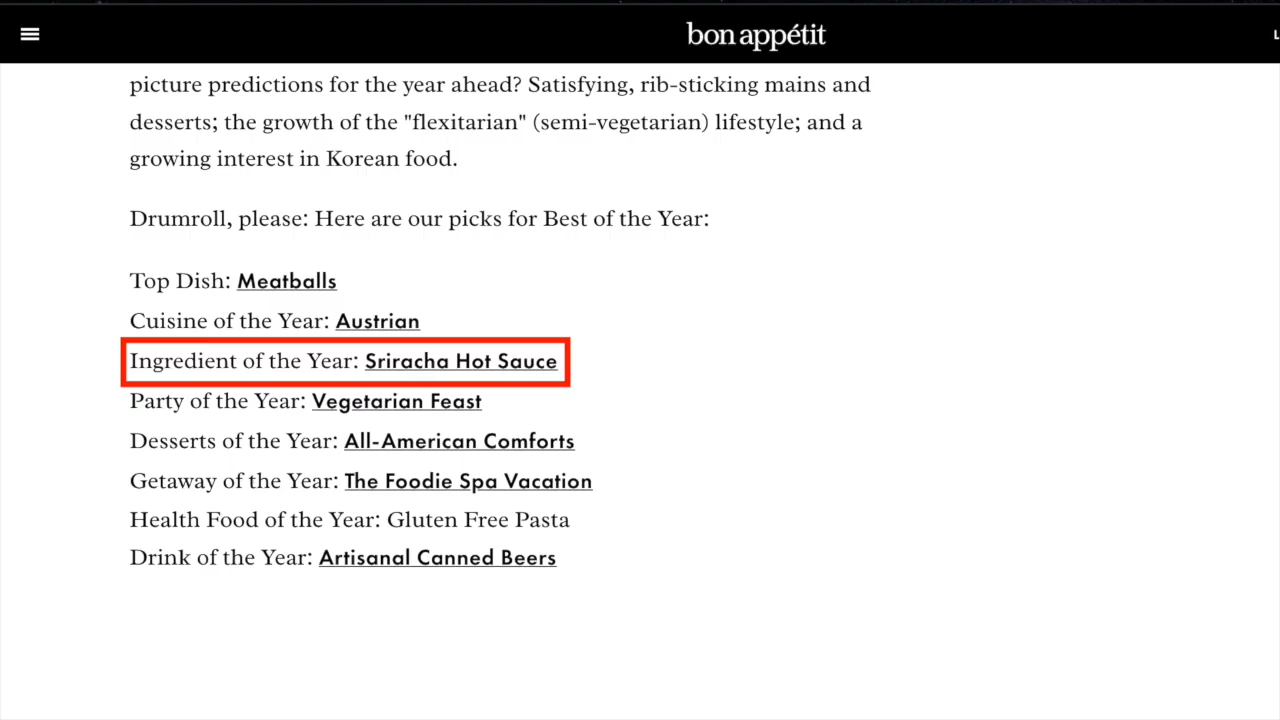 bon appétit
picture predictions for the year ahead? Satisfying, rib-sticking mains and
desserts; the growth of the "flexitarian" (semi-vegetarian) lifestyle; and a
growing interest in Korean food.
Drumroll, please: Here are our picks for Best of the Year:
Top Dish: Meatballs
Cuisine of the Year: Austrian
Ingredient of the Year: Sriracha Hot Sauce
Party of the Year: Vegetarian Feast
Desserts of the Year: All-American Comforts
Getaway of the Year: The Foodie Spa Vacation
Health Food of the Year: Gluten Free Pasta
Drink of the Year: Artisanal Canned Beers